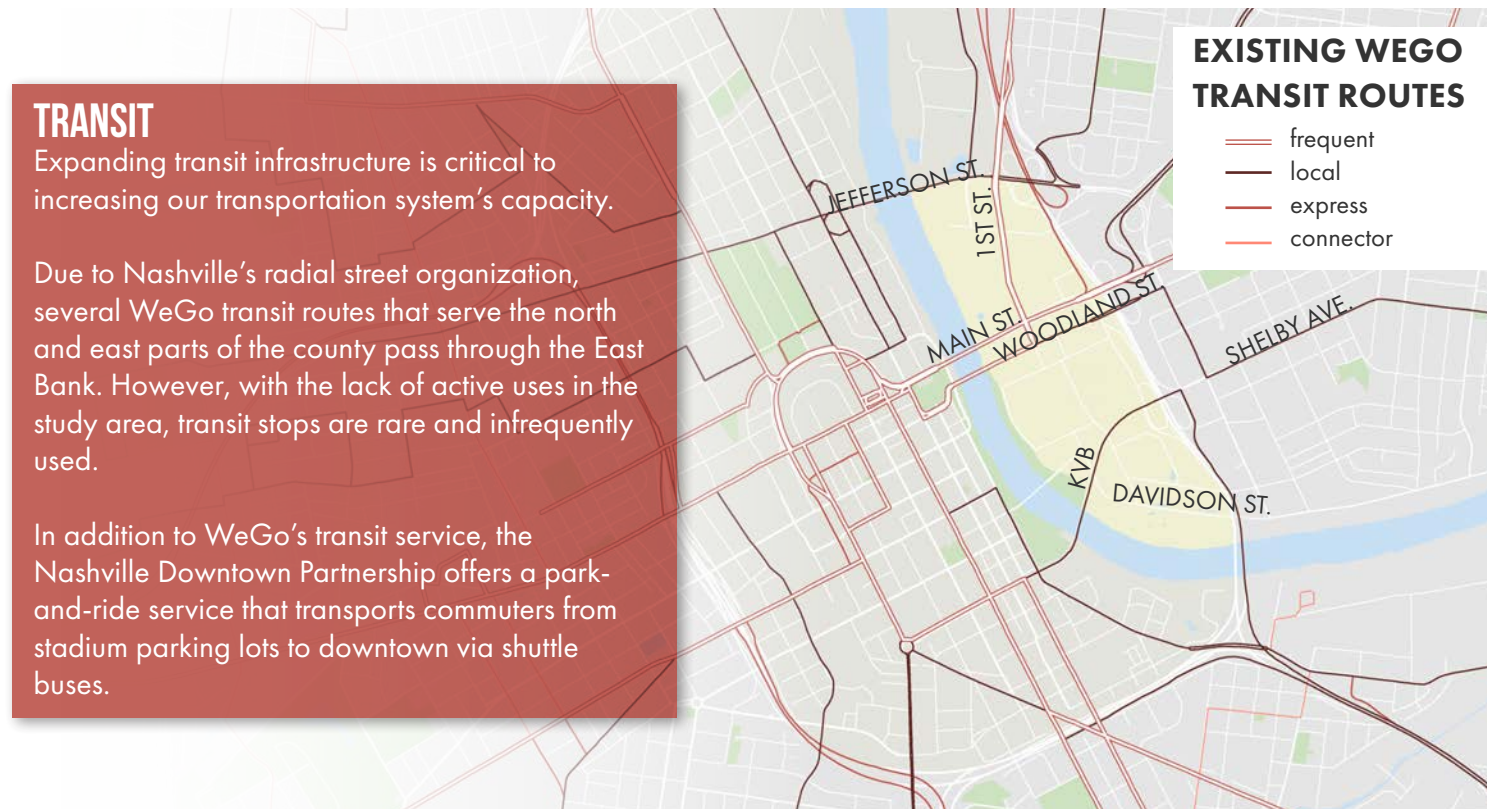 TRANSIT
Expanding transit infrastructure is critical to
increasing our transportation system's capacity.
Due to Nashville's radial street organization,
several WeGo transit routes that serve the north
and east parts of the county pass through the East
Bank. However, with the lack of active uses in the
study area, transit stops are rare and infrequently
used.
In addition to WeGo's transit service, the
Nashville Downtown Partnership offers a park-
and-ride service that transports commuters from
stadium parking lots to downtown via shuttle
buses.
JEFFERSON ST.
1ST ST.
MAIN ST.
WOODLAND ST.
SHELBY AVE.
KVB
DAVIDSON ST.
EXISTING WEGO
TRANSIT ROUTES
frequent
local
express
connector